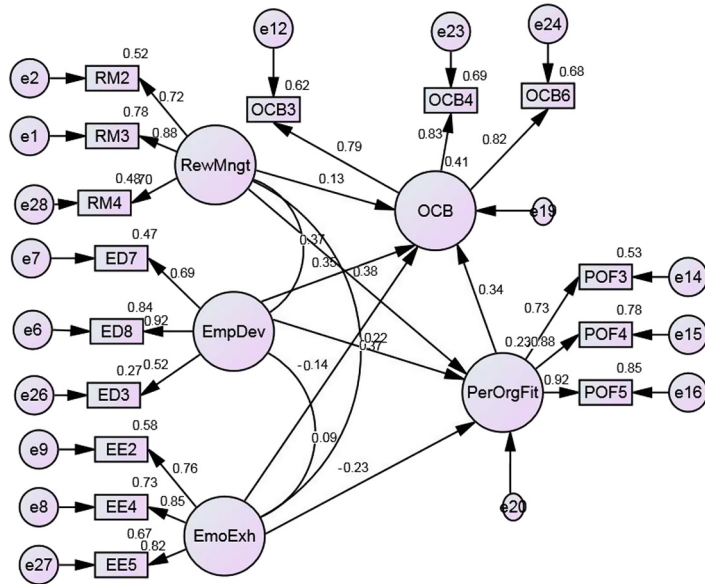 e12
e23
e24
0.52
0.62
0.69
0.68
e2
RM2
OCB3
OCB4
OCB6
0.72
0.78
0.79
0.83
0.82
e1
RM3
0.88
0.41
RewMngt
0.13
0.48
0.70
e28
RM4
OCB
e19
0.47
0.37
e7
ED7
0.35
0.38
0.53
0.69
POF3
e14
0.34
0.84
0.73
0.92
0.78
e6
ED8
EmpDev
0.22
0.37
0.23
0.88
POF4
e15
0.27
0.52
-0.14
0.85
e26
ED3
PerOrgFit
0.92
POF5
e16
0.58
e9
EE2
0.09
0.76
-0.23
0.73
e8
EE4
0.85
e20
EmoExh
0.67
0.82
e27
EE5